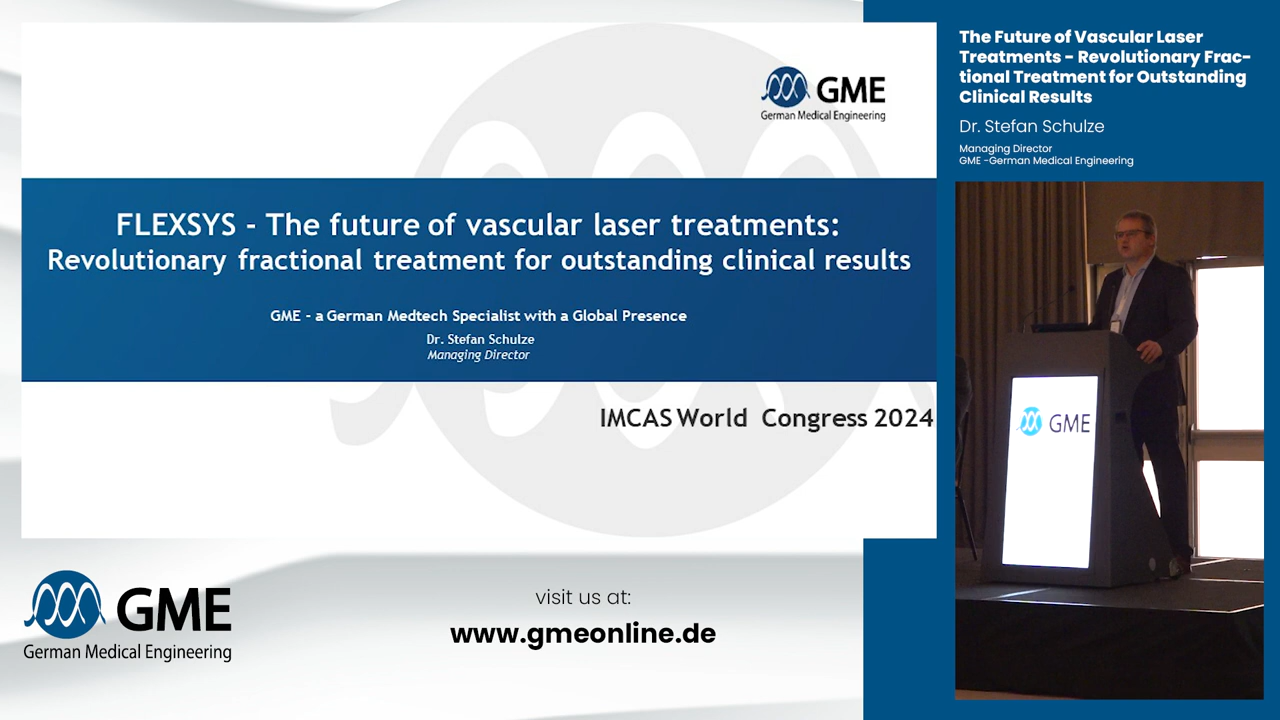 GME
German Medical Engineering
FLEXSYS - The future of vascular laser treatments:
Revolutionary fractional treatment for outstanding clinical results
GME - a German Medtech Specialist with a Global Presence
Dr. Stefan Schulze
Managing Director
IMCAS World Congress 2024
GME
German Medical Engineering
visit us at:
www.gmeonline.de
The Future of Vascular Laser
Treatments - Revolutionary Frac-
tional Treatment for Outstanding
Clinical Results
Dr. Stefan Schulze
Managing Director
GME -German Medical Engineering
GME